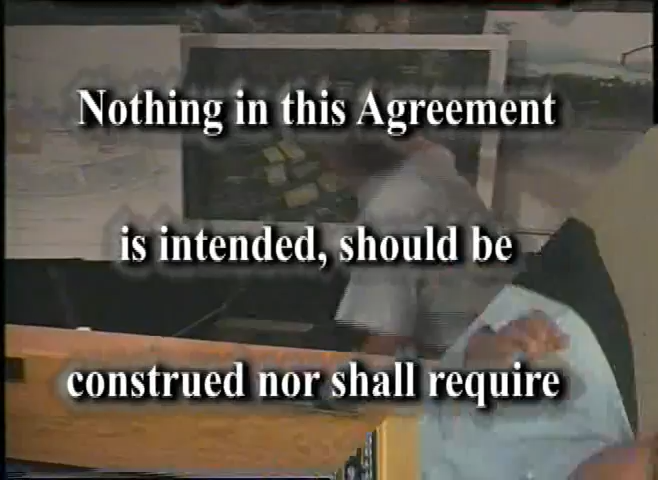 Nothing in this Agreement
is intended, should be
construed nor shall require